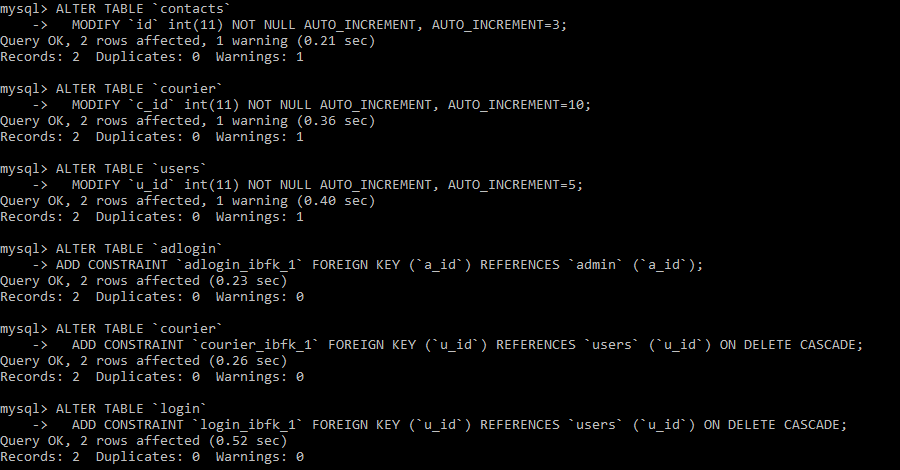 mysql> ALTER TABLE `contacts`
    ->   MODIFY `id` int(11) NOT NULL AUTO_INCREMENT, AUTO_INCREMENT=3;
Query OK, 2 rows affected, 1 warning (0.21 sec)
Records: 2  Duplicates: 0  Warnings: 1

mysql> ALTER TABLE `courier`
    ->   MODIFY `c_id` int(11) NOT NULL AUTO_INCREMENT, AUTO_INCREMENT=10;
Query OK, 2 rows affected, 1 warning (0.36 sec)
Records: 2  Duplicates: 0  Warnings: 1

mysql> ALTER TABLE `users`
    ->   MODIFY `u_id` int(11) NOT NULL AUTO_INCREMENT, AUTO_INCREMENT=5;
Query OK, 2 rows affected, 1 warning (0.40 sec)
Records: 2  Duplicates: 0  Warnings: 1

mysql> ALTER TABLE `adlogin`
    -> ADD CONSTRAINT `adlogin_ibfk_1` FOREIGN KEY (`a_id`) REFERENCES `admin` (`a_id`);
Query OK, 2 rows affected (0.23 sec)
Records: 2  Duplicates: 0  Warnings: 0

mysql> ALTER TABLE `courier`
    ->   ADD CONSTRAINT `courier_ibfk_1` FOREIGN KEY (`u_id`) REFERENCES `users` (`u_id`) ON DELETE CASCADE;
Query OK, 2 rows affected (0.26 sec)
Records: 2  Duplicates: 0  Warnings: 0

mysql> ALTER TABLE `login`
    ->   ADD CONSTRAINT `login_ibfk_1` FOREIGN KEY (`u_id`) REFERENCES `users` (`u_id`) ON DELETE CASCADE;
Query OK, 2 rows affected (0.52 sec)
Records: 2  Duplicates: 0  Warnings: 0